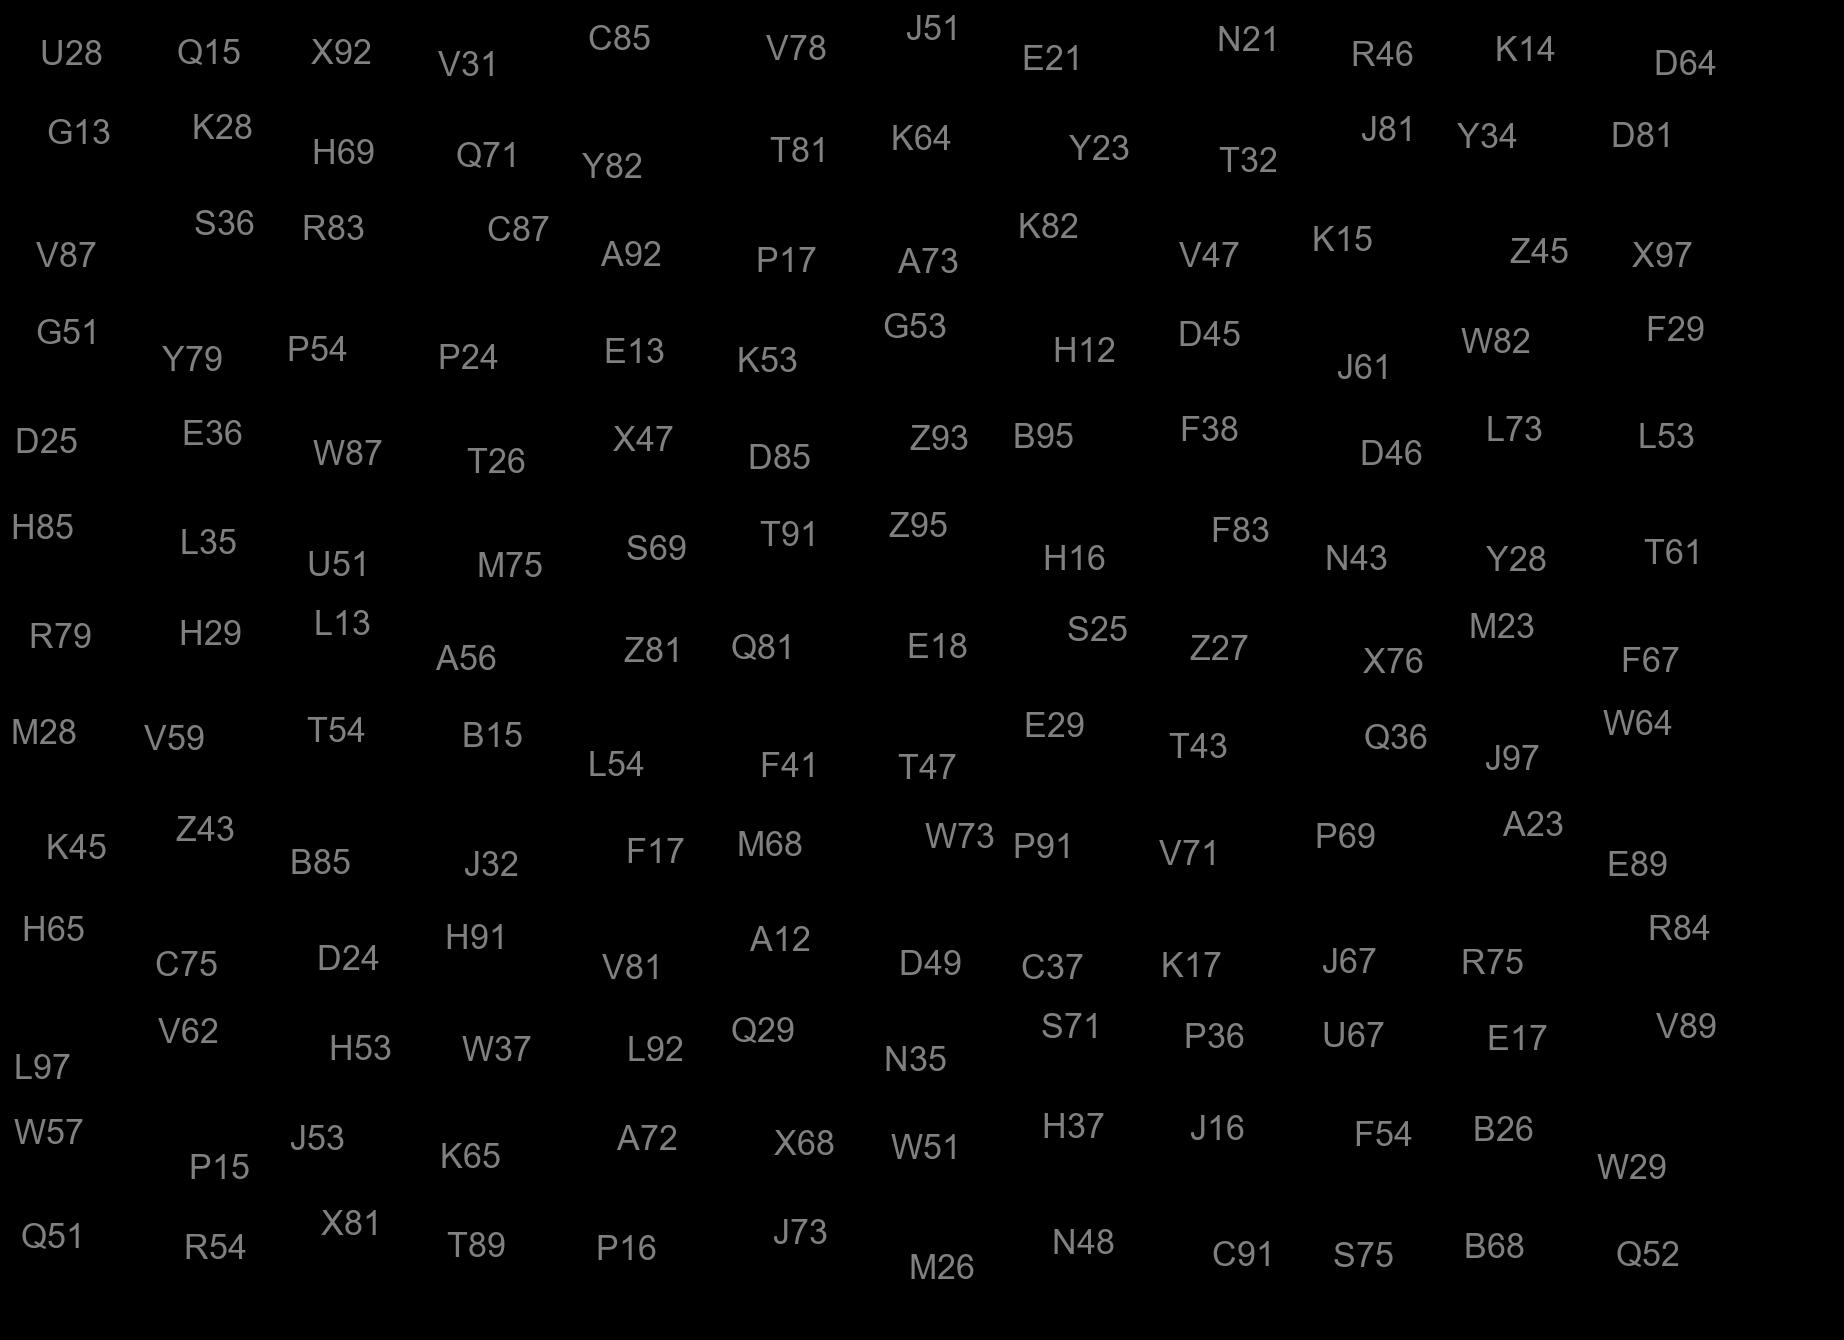 U28 Q15 X92 V31 C85 V78 J51 E21 N21 R46 K14 D64
G13 K28 H69 Q71 Y82 T81 K64 Y23 T32 J81 Y34 D81
V87 S36 R83 C87 A92 P17 A73 K82 V47 K15 Z45 X97
G51 Y79 P54 P24 E13 K53 G53 H12 D45 J61 W82 F29
D25 E36 W87 T26 X47 D85 Z93 B95 F38 D46 L73 L53
H85 L35 U51 M75 S69 T91 Z95 H16 F83 N43 Y28 T61
R79 H29 L13 A56 Z81 Q81 E18 S25 Z27 X76 M23 F67
M28 V59 T54 B15 L54 F41 T47 E29 T43 Q36 J97 W64
K45 Z43 B85 J32 F17 M68 W73 P91 V71 P69 A23 E89
H65 C75 D24 H91 V81 A12 D49 C37 K17 J67 R75 R84
L97 V62 H53 W37 L92 Q29 N35 S71 P36 U67 E17 V89
W57 P15 J53 K65 A72 X68 W51 H37 J16 F54 B26 W29
Q51 R54 X81 T89 P16 J73 M26 N48 C91 S75 B68 Q52